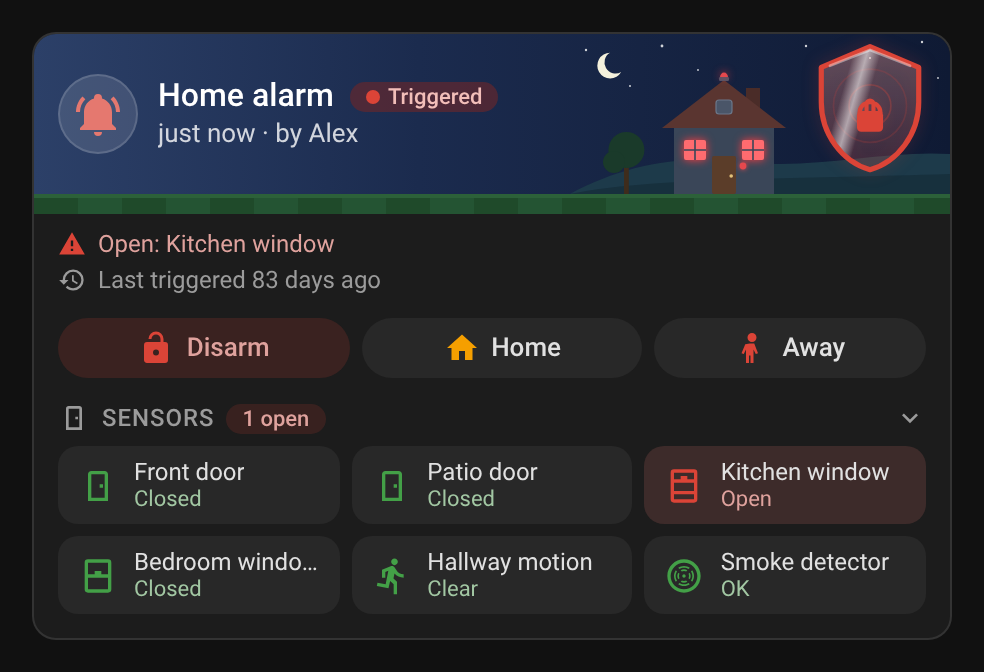 Home alarm
Triggered
just now · by Alex
Open: Kitchen window
Last triggered 83 days ago
Disarm
Home
Away
SENSORS
1 open
Front door
Closed
Patio door
Closed
Kitchen window
Open
Bedroom windo...
Closed
Hallway motion
Clear
Smoke detector
OK